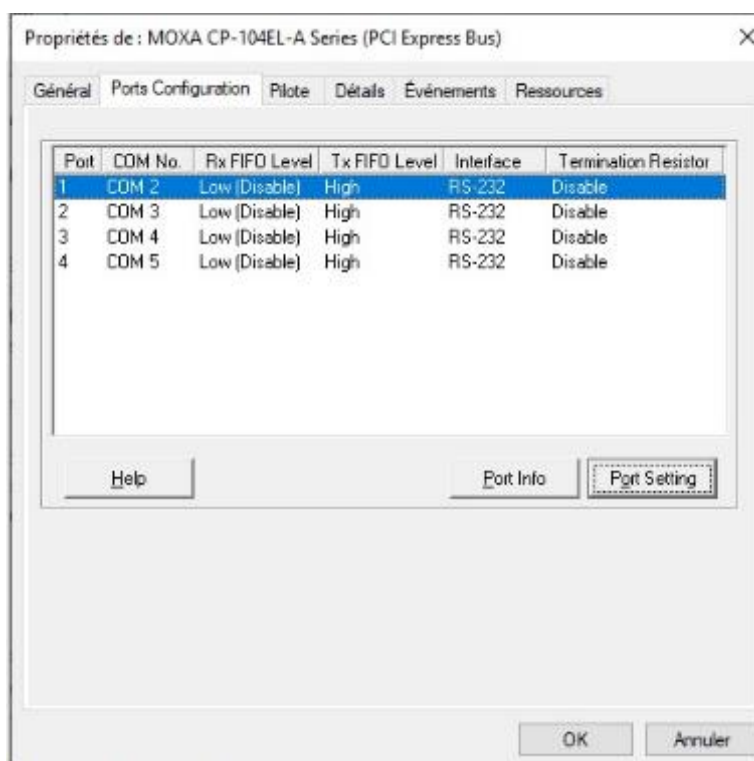 Propriétés de : MOXA CP-104EL-A Series (PCI Express Bus)
Général Ports Configuration Pilote Détails Événements Ressources
Port COM No. Rx FIFO Level Tx FIFO Level Interface Termination Resistor
1 COM 2 Low (Disable) High RS-232 Disable
2 COM 3 Low (Disable) High RS-232 Disable
3 COM 4 Low (Disable) High RS-232 Disable
4 COM 5 Low (Disable) High RS-232 Disable
Help Port Info Port Setting
OK Annuler